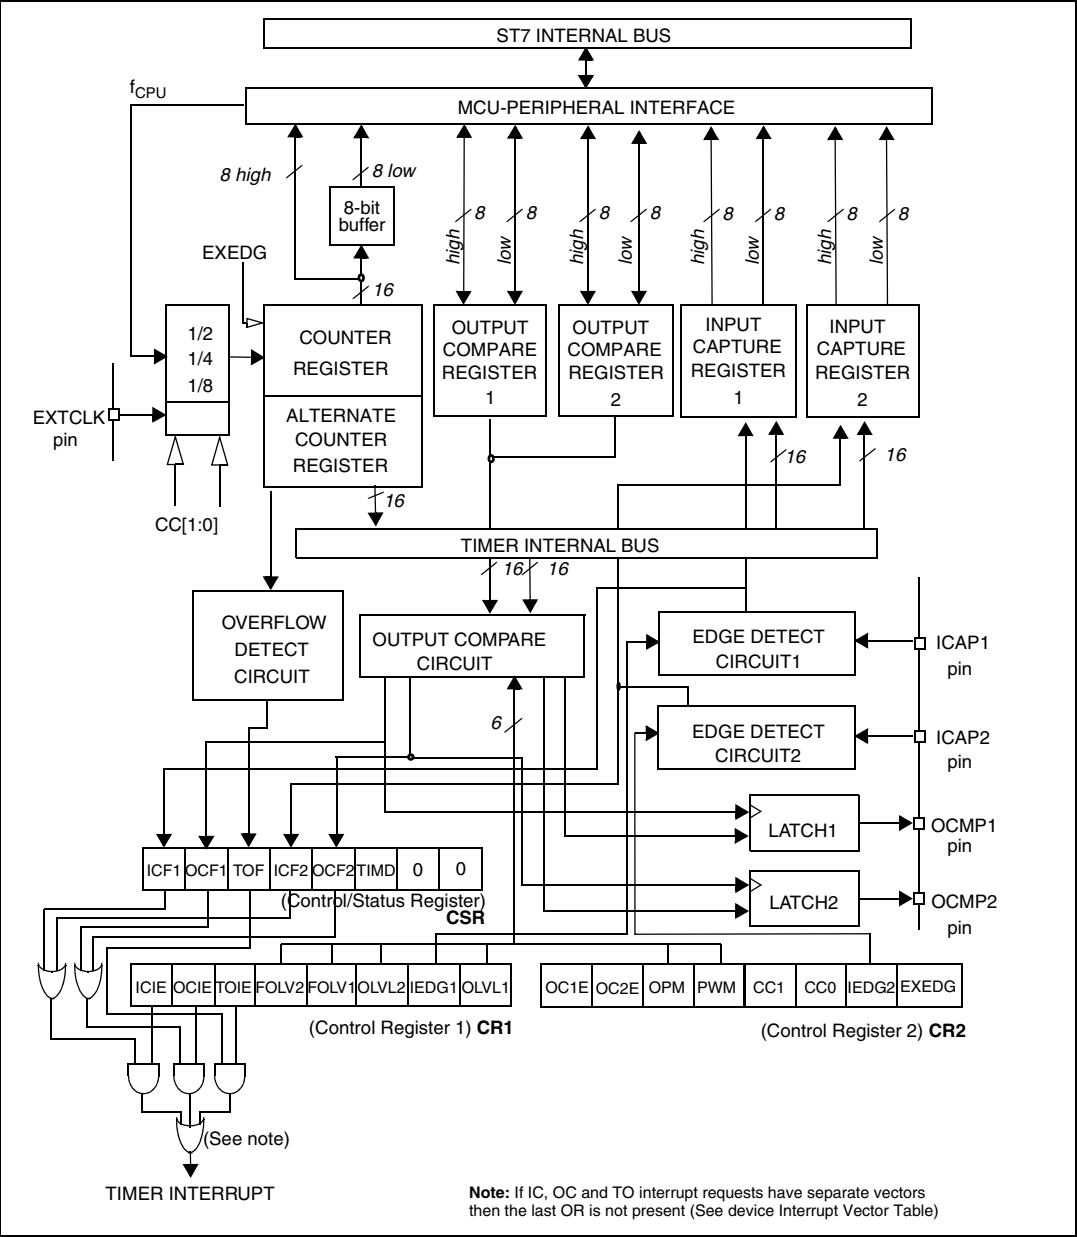 ST7 INTERNAL BUS
fCPU
MCU-PERIPHERAL INTERFACE
8 high
8 low
8-bit
buffer
8
8
8
8
8
8
8
8
high
low
high
low
high
low
high
low
EXEDG
16
1/2
1/4
1/8
COUNTER
REGISTER
ALTERNATE
COUNTER
REGISTER
OUTPUT
COMPARE
REGISTER
1
OUTPUT
COMPARE
REGISTER
2
INPUT
CAPTURE
REGISTER
1
INPUT
CAPTURE
REGISTER
2
EXTCLK
pin
CC[1:0]
16
16
16
TIMER INTERNAL BUS
16
16
OVERFLOW
DETECT
CIRCUIT
OUTPUT COMPARE
CIRCUIT
EDGE DETECT
CIRCUIT1
ICAP1
pin
6
EDGE DETECT
CIRCUIT2
ICAP2
pin
LATCH1
OCMP1
pin
LATCH2
OCMP2
pin
ICF1 OCF1 TOF ICF2 OCF2 TIMD 0 0
(Control/Status Register)
CSR
ICIE OCIE TOIE FOLV2 FOLV1 OLVL2 IEDG1 OLVL1
(Control Register 1) CR1
OC1E OC2E OPM PWM CC1 CC0 IEDG2 EXEDG
(Control Register 2) CR2
(See note)
TIMER INTERRUPT
Note: If IC, OC and TO interrupt requests have separate vectors
then the last OR is not present (See device Interrupt Vector Table)